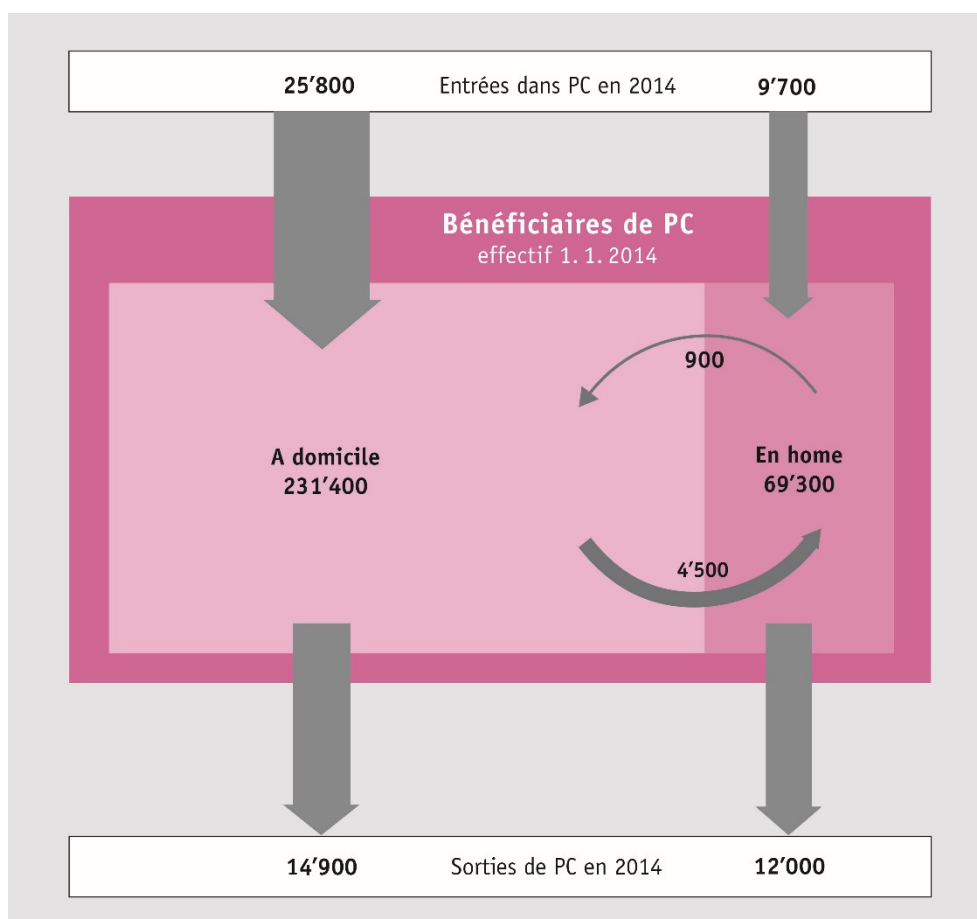 25’800 Entrées dans PC en 2014 9’700
Bénéficiaires de PC
effectif 1. 1. 2014
900
A domicile
231’400
En home
69’300
4’500
14’900 Sorties de PC en 2014 12’000